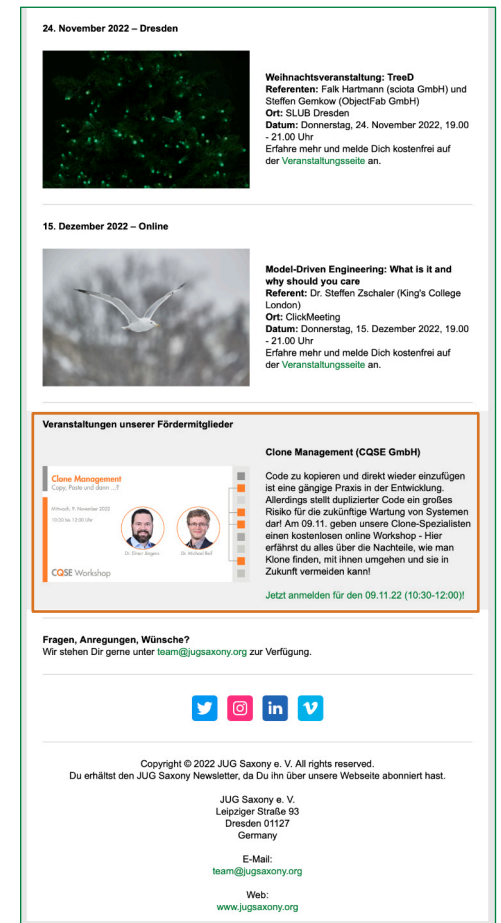 24. November 2022 – Dresden
Weihnachtsveranstaltung: TreeD
Referenten: Falk Hartmann (sciota GmbH) und
Steffen Gemkow (ObjectFab GmbH)
Ort: SLUB Dresden
Datum: Donnerstag, 24. November 2022, 19.00
- 21.00 Uhr
Erfahre mehr und melde Dich kostenfrei auf
der Veranstaltungsseite an.
15. Dezember 2022 – Online
Model-Driven Engineering: What is it and
why should you care
Referent: Dr. Steffen Zschaler (King's College
London)
Ort: ClickMeeting
Datum: Donnerstag, 15. Dezember 2022, 19.00
- 21.00 Uhr
Erfahre mehr und melde Dich kostenfrei auf
der Veranstaltungsseite an.
Veranstaltungen unserer Fördermitglieder
Clone Management
Copy, Paste und dann ...?
Mittwoch, 9. November 2022
10:30 bis 12:00 Uhr
Dr. Elmar Jürgens
Dr. Michael Reif
CQSE Workshop
Clone Management (CQSE GmbH)
Code zu kopieren und direkt wieder einzufügen
ist eine gängige Praxis in der Entwicklung.
Allerdings stellt duplizierter Code ein großes
Risiko für die zukünftige Wartung von Systemen
dar! Am 09.11. geben unsere Clone-Spezialisten
einen kostenlosen online Workshop - Hier
erfährst du alles über die Nachteile, wie man
Klone finden, mit ihnen umgehen und sie in
Zukunft vermeiden kann!
Jetzt anmelden für den 09.11.22 (10:30-12:00)!
Fragen, Anregungen, Wünsche?
Wir stehen Dir gerne unter team@jugsaxony.org zur Verfügung.
Copyright © 2022 JUG Saxony e. V. All rights reserved.
Du erhältst den JUG Saxony Newsletter, da Du ihn über unsere Webseite abonniert hast.
JUG Saxony e. V.
Leipziger Straße 93
Dresden 01127
Germany
E-Mail:
team@jugsaxony.org
Web:
www.jugsaxony.org